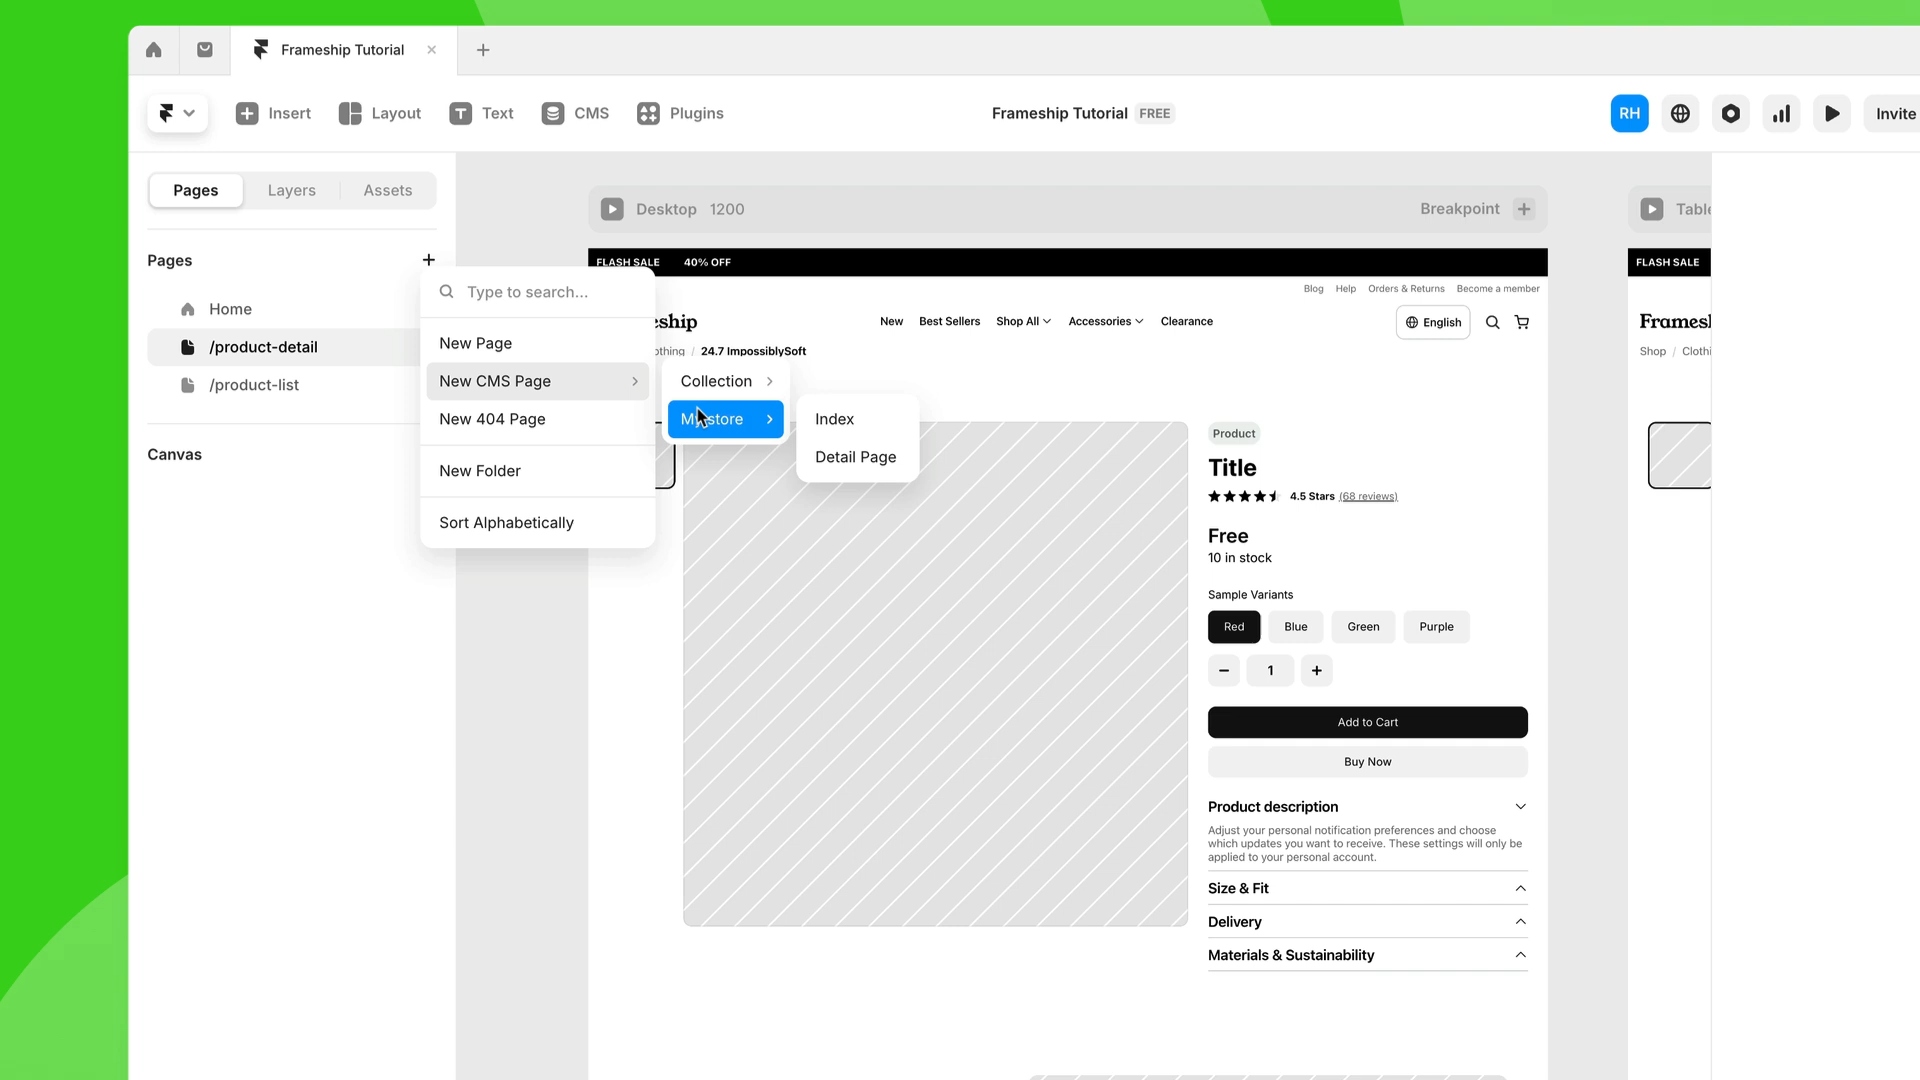 Frameship Tutorial
Insert
Layout
Text
CMS
Plugins
Frameship Tutorial FREE
RH
Invite
Pages
Layers
Assets
Pages
Home
/product-detail
/product-list
Canvas
Type to search...
New Page
New CMS Page
New 404 Page
New Folder
Sort Alphabetically
Collection
Index
Detail Page
Desktop 1200
Breakpoint
FLASH SALE 40% OFF
Blog Help Orders & Returns Become a member
New Best Sellers Shop All Accessories Clearance
English
/ 24.7 ImpossiblySoft
Product
Title
4.5 Stars (68 reviews)
Free
10 in stock
Sample Variants
Red Blue Green Purple
1
Add to Cart
Buy Now
Product description
Adjust your personal notification preferences and choose
which updates you want to receive. These settings will only be
applied to your personal account.
Size & Fit
Delivery
Materials & Sustainability
FLASH SALE
Shop /